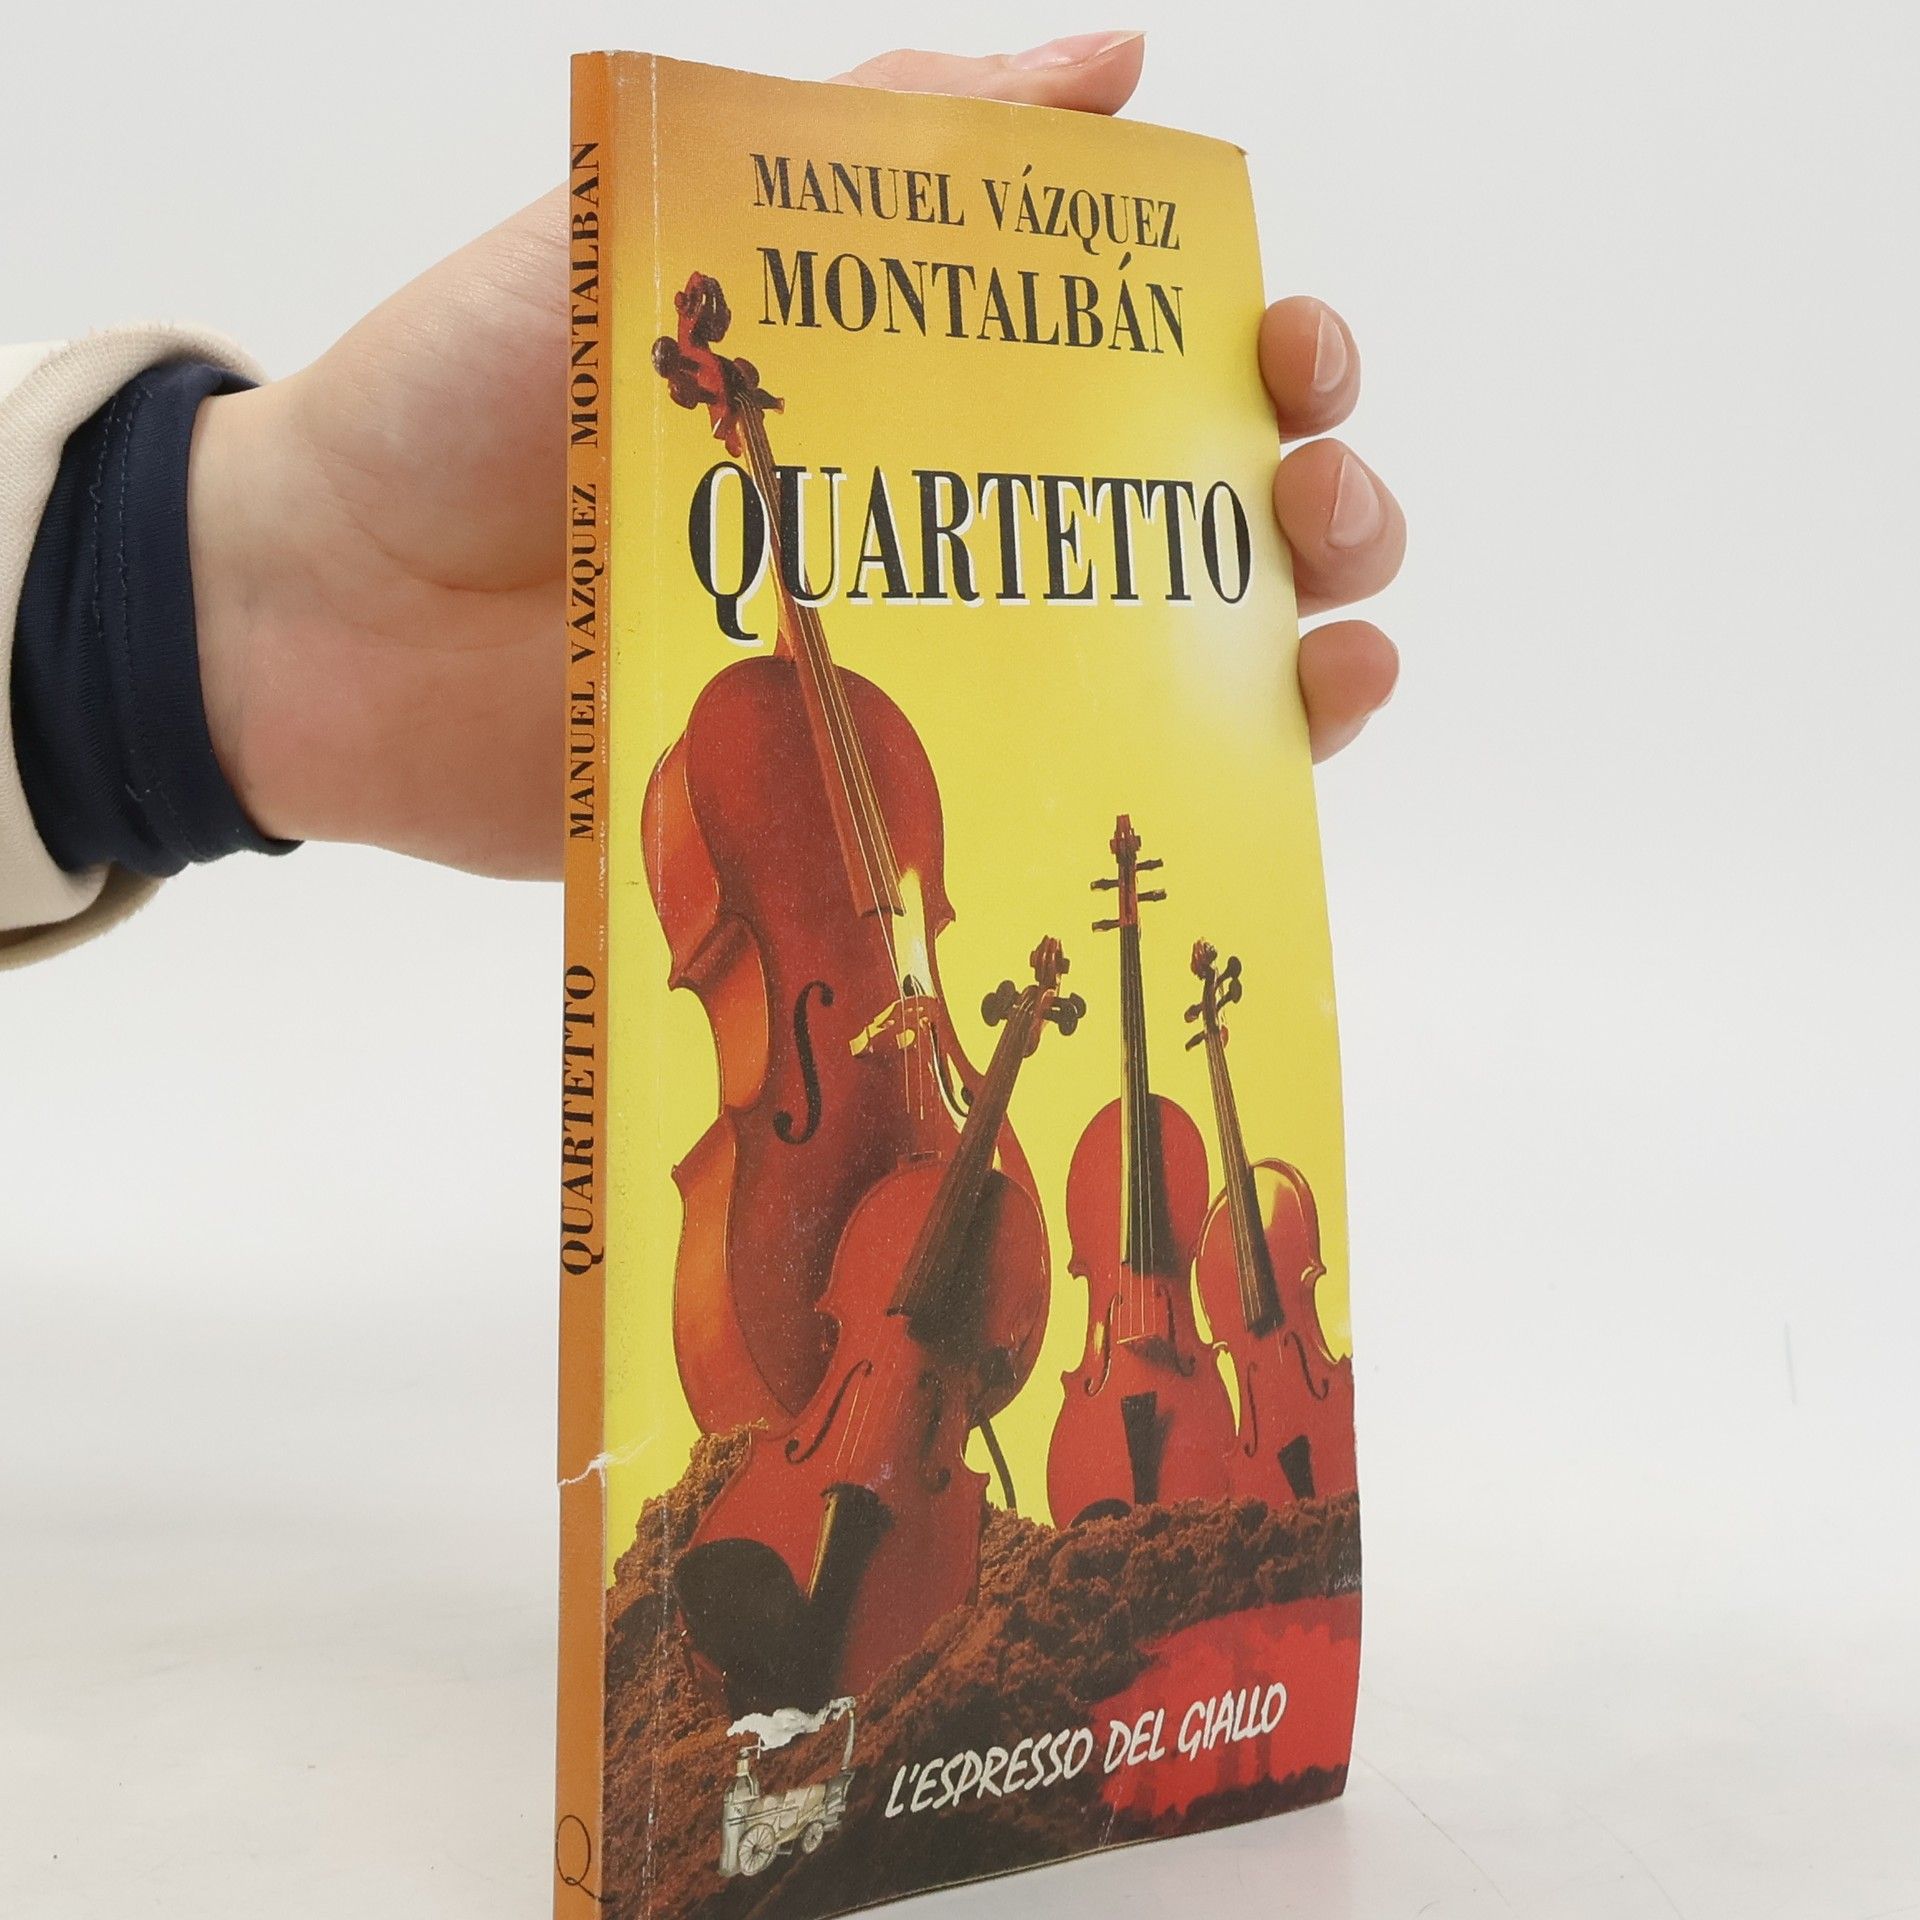 MANUEL VÁZQUEZ
MONTALBÁN
QUARTETTO
L'ESPRESSO DEL GIALLO
QUARTETTO MANUEL VÁZQUEZ MONTALBÁN
Q